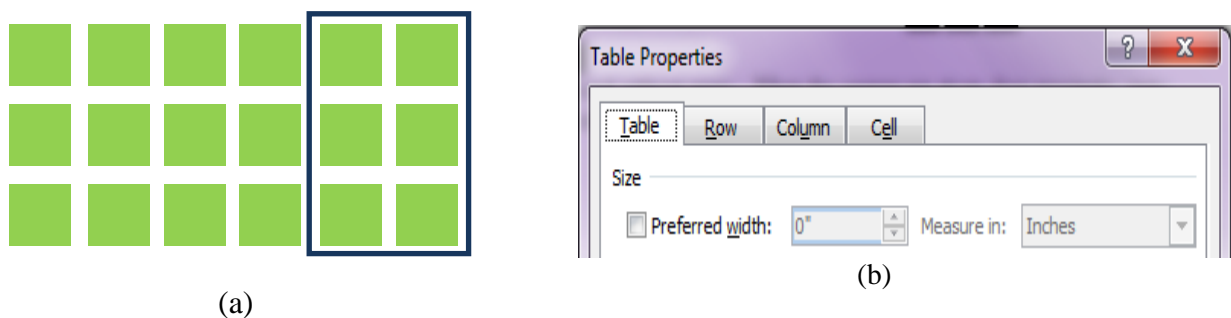 Table Properties
? X
Table Row Column Cell
Size
Preferred width: 0" Measure in: Inches
(a)
(b)